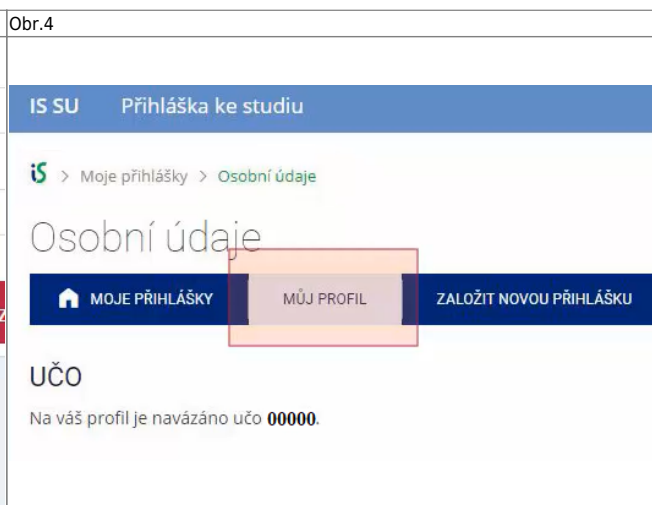 Obr.4
IS SU Přihláška ke studiu
iS > Moje přihlášky > Osobní údaje
Osobní údaje
MOJE PŘIHLÁŠKY MŮJ PROFIL ZALOŽIT NOVOU PŘIHLÁŠKU
UČO
Na váš profil je navázáno učo 00000.